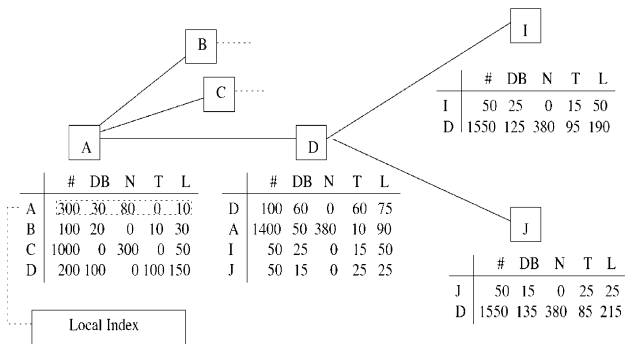 B
C
A
D
I
J
# DB N T L
I 50 25 0 15 50
D 1550 125 380 95 190
# DB N T L
A 300 30 80 0 10
B 100 20 0 10 30
C 1000 0 300 0 50
D 200 100 0 100 150
# DB N T L
D 100 60 0 60 75
A 1400 50 380 10 90
I 50 25 0 15 50
J 50 15 0 25 25
# DB N T L
J 50 15 0 25 25
D 1550 135 380 85 215
Local Index